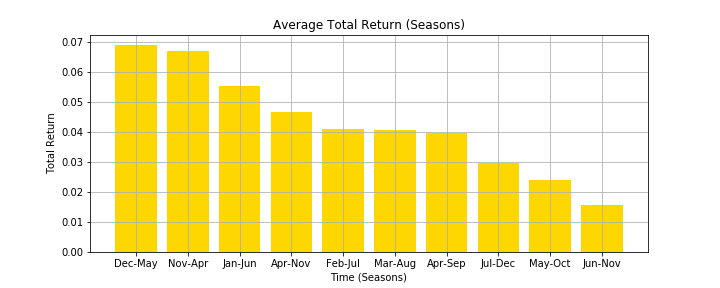 Average Total Return (Seasons)
0.07
0.06
0.05
0.04
0.03
0.02
0.01
0.00
Total Return
Dec-May Nov-Apr Jan-Jun Apr-Nov Feb-Jul Mar-Aug Apr-Sep Jul-Dec May-Oct Jun-Nov
Time (Seasons)